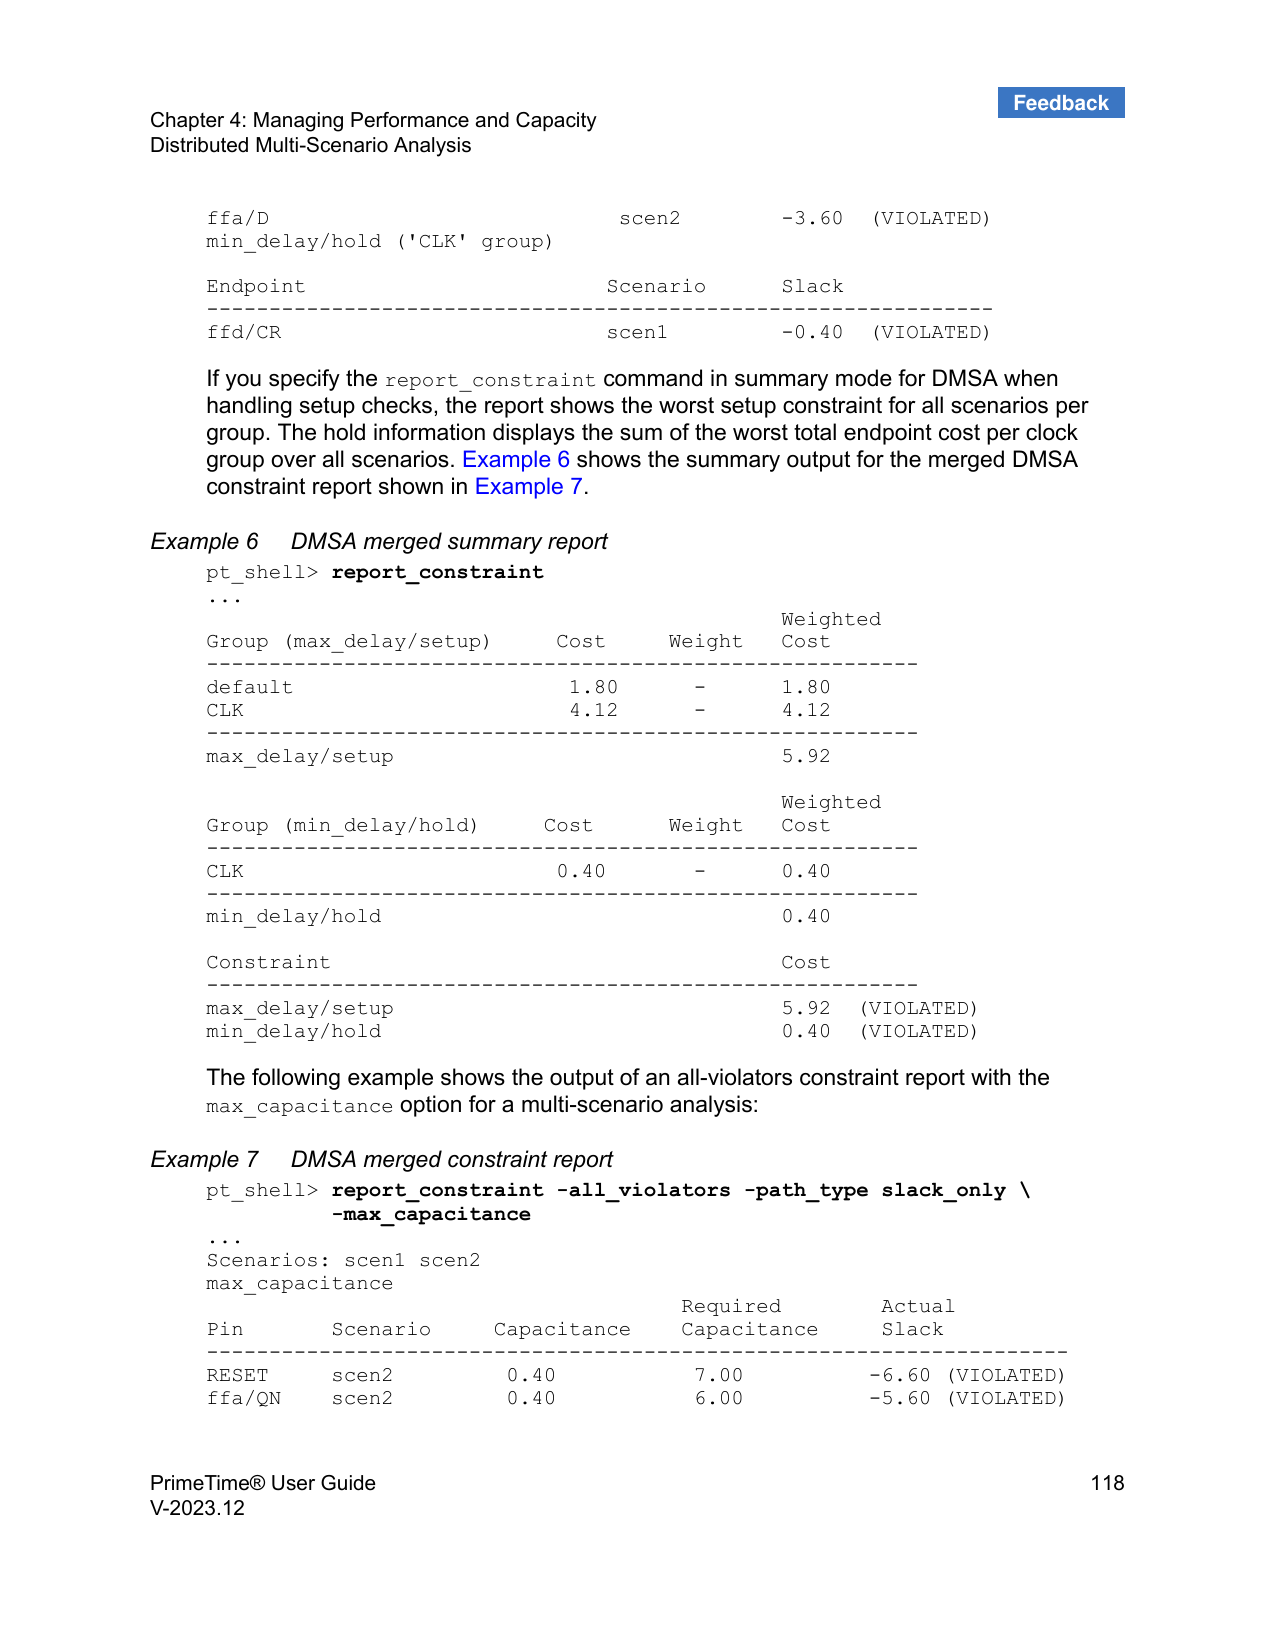 Feedback
Chapter 4: Managing Performance and Capacity
Distributed Multi-Scenario Analysis
ffa/D                            scen2        -3.60  (VIOLATED)
min_delay/hold ('CLK' group)
Endpoint                        Scenario      Slack
---------------------------------------------------------------
ffd/CR                          scen1         -0.40  (VIOLATED)
If you specify the report_constraint command in summary mode for DMSA when
handling setup checks, the report shows the worst setup constraint for all scenarios per
group. The hold information displays the sum of the worst total endpoint cost per clock
group over all scenarios. Example 6 shows the summary output for the merged DMSA
constraint report shown in Example 7.
Example 6 DMSA merged summary report
pt_shell> report_constraint
...
                                              Weighted
Group (max_delay/setup)     Cost     Weight   Cost
---------------------------------------------------------
default                      1.80      -      1.80
CLK                          4.12      -      4.12
---------------------------------------------------------
max_delay/setup                               5.92
                                              Weighted
Group (min_delay/hold)     Cost      Weight   Cost
---------------------------------------------------------
CLK                         0.40       -      0.40
---------------------------------------------------------
min_delay/hold                                0.40
Constraint                                    Cost
---------------------------------------------------------
max_delay/setup                               5.92  (VIOLATED)
min_delay/hold                                0.40  (VIOLATED)
The following example shows the output of an all-violators constraint report with the
max_capacitance option for a multi-scenario analysis:
Example 7 DMSA merged constraint report
pt_shell> report_constraint -all_violators -path_type slack_only \
          -max_capacitance
...
Scenarios: scen1 scen2
max_capacitance
                                      Required        Actual
Pin       Scenario     Capacitance    Capacitance     Slack
---------------------------------------------------------------------
RESET     scen2         0.40           7.00          -6.60 (VIOLATED)
ffa/QN    scen2         0.40           6.00          -5.60 (VIOLATED)
PrimeTime® User Guide 118
V-2023.12